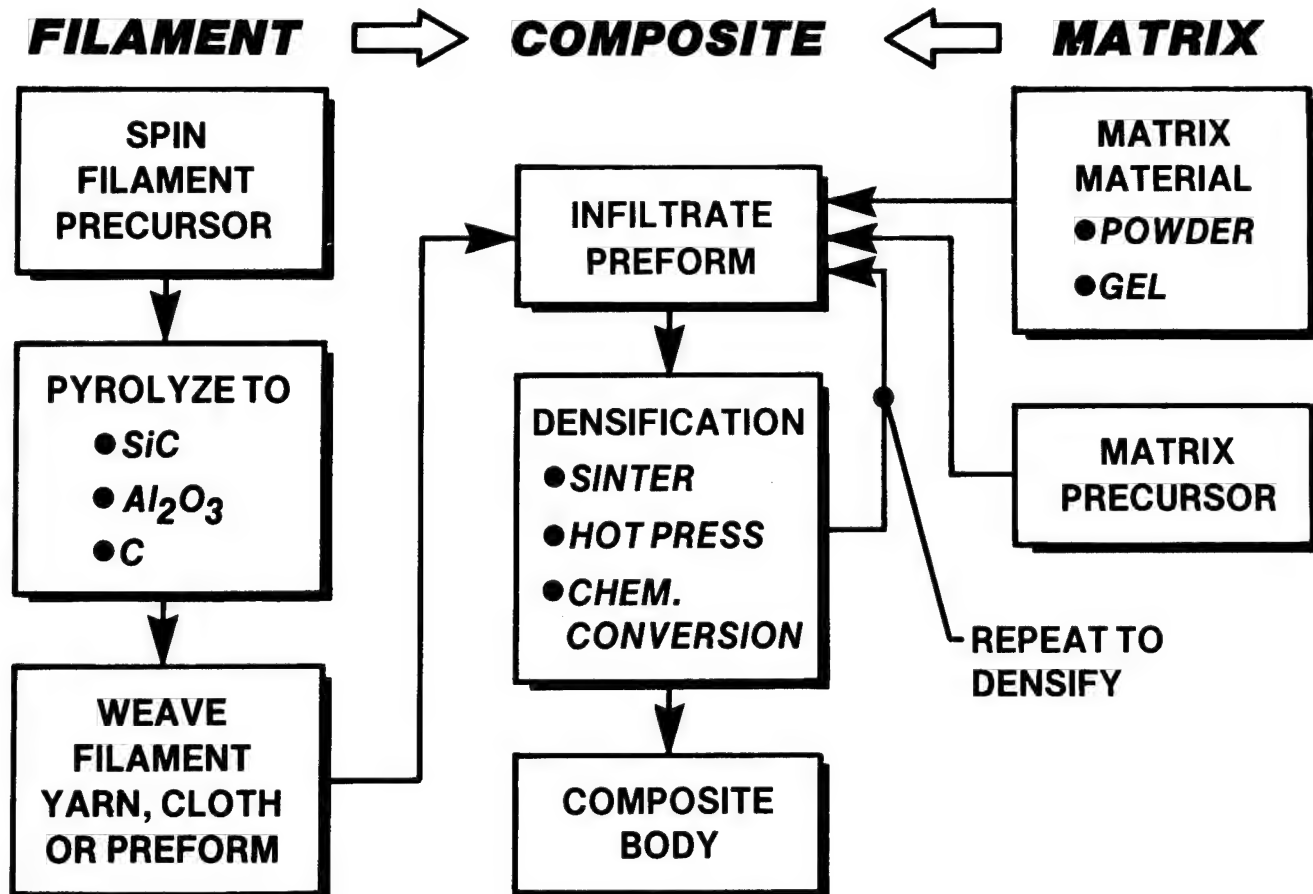 FILAMENT COMPOSITE MATRIX
SPIN
FILAMENT
PRECURSOR
PYROLYZE TO
●SiC
●Al₂O₃
●C
WEAVE
FILAMENT
YARN, CLOTH
OR PREFORM
INFILTRATE
PREFORM
DENSIFICATION
●SINTER
●HOT PRESS
●CHEM.
CONVERSION
COMPOSITE
BODY
MATRIX
MATERIAL
●POWDER
●GEL
MATRIX
PRECURSOR
REPEAT TO
DENSIFY